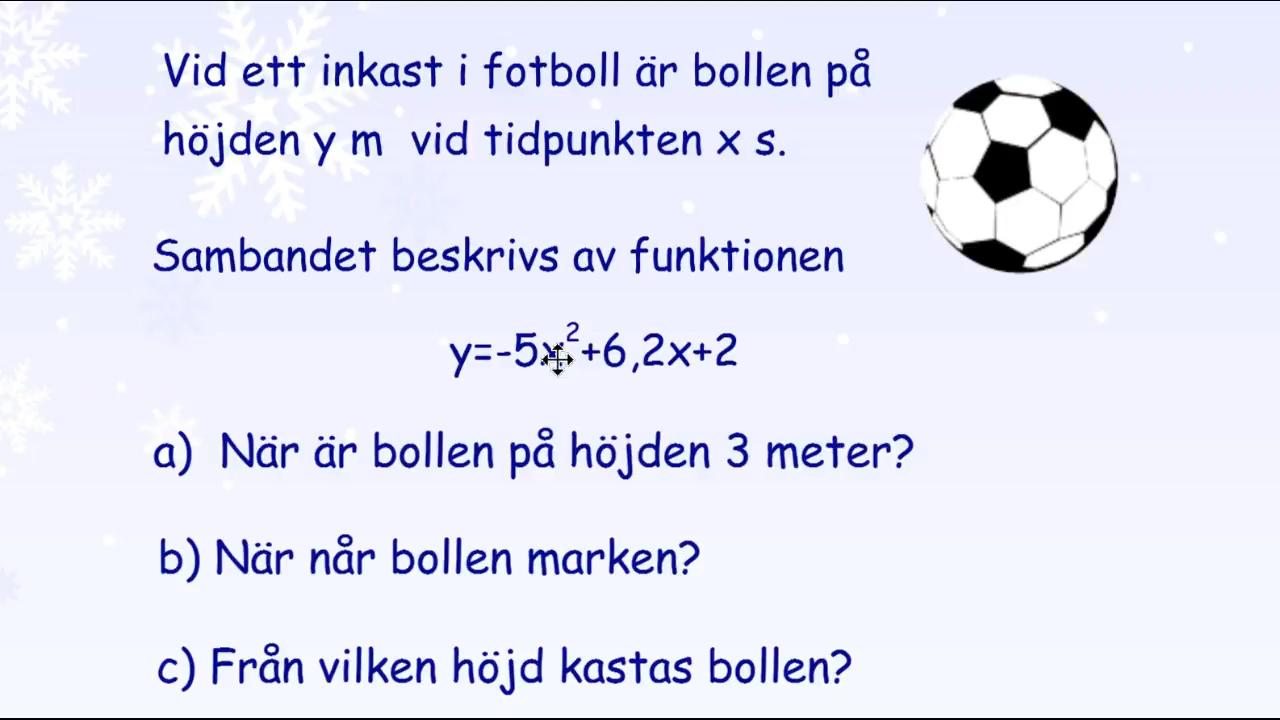 Vid ett inkast i fotboll är bollen på
höjden y m vid tidpunkten x s.
Sambandet beskrivs av funktionen
y=-5x²+6,2x+2
a) När är bollen på höjden 3 meter?
b) När når bollen marken?
c) Från vilken höjd kastas bollen?